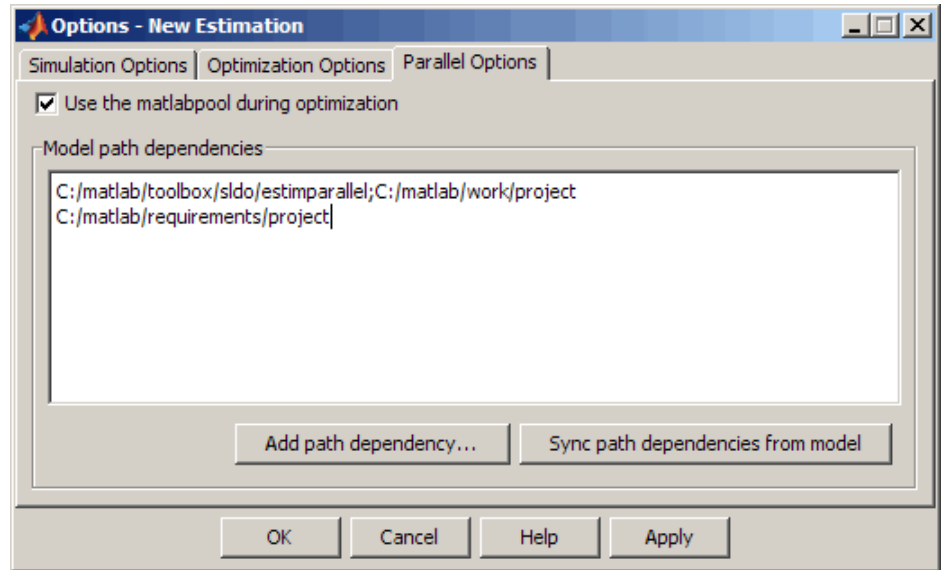 Options - New Estimation
Simulation Options Optimization Options Parallel Options
Use the matlabpool during optimization
Model path dependencies
C:/matlab/toolbox/sldo/estimparallel;C:/matlab/work/project
C:/matlab/requirements/project
Add path dependency... Sync path dependencies from model
OK Cancel Help Apply